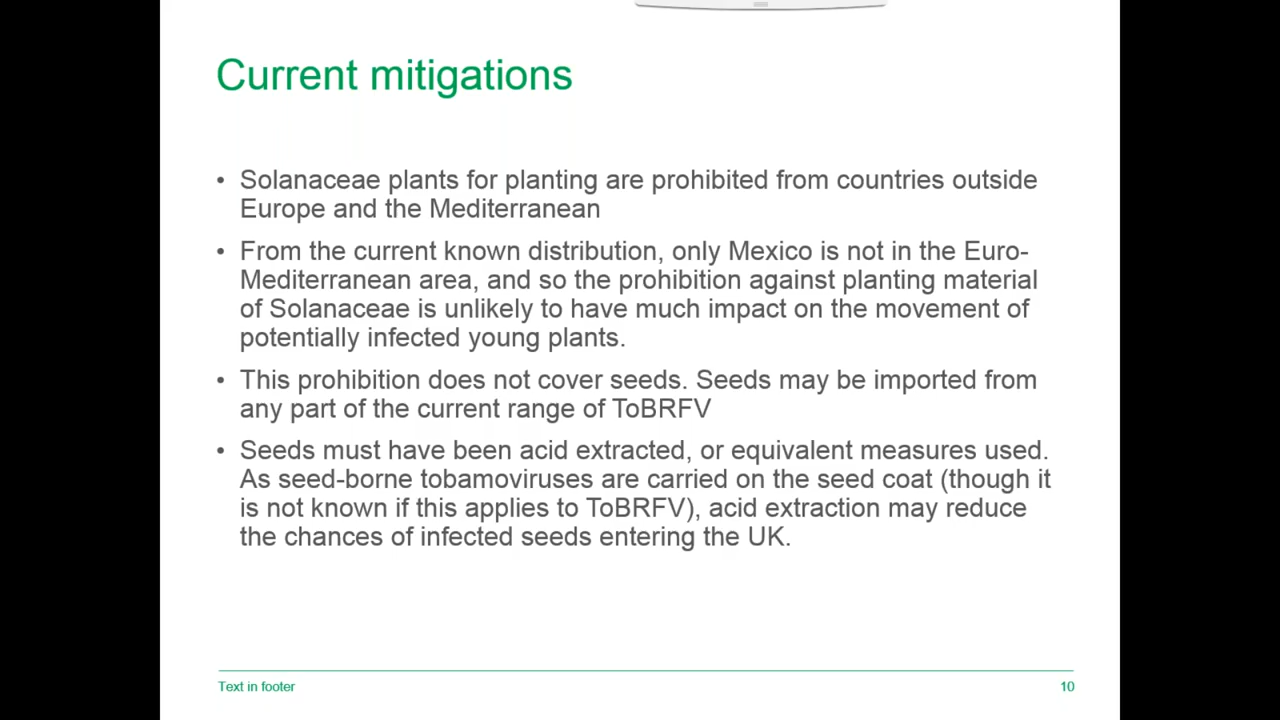 Current mitigations
• Solanaceae plants for planting are prohibited from countries outside
Europe and the Mediterranean
• From the current known distribution, only Mexico is not in the Euro-
Mediterranean area, and so the prohibition against planting material
of Solanaceae is unlikely to have much impact on the movement of
potentially infected young plants.
• This prohibition does not cover seeds. Seeds may be imported from
any part of the current range of ToBRFV
• Seeds must have been acid extracted, or equivalent measures used.
As seed-borne tobamoviruses are carried on the seed coat (though it
is not known if this applies to ToBRFV), acid extraction may reduce
the chances of infected seeds entering the UK.
Text in footer
10